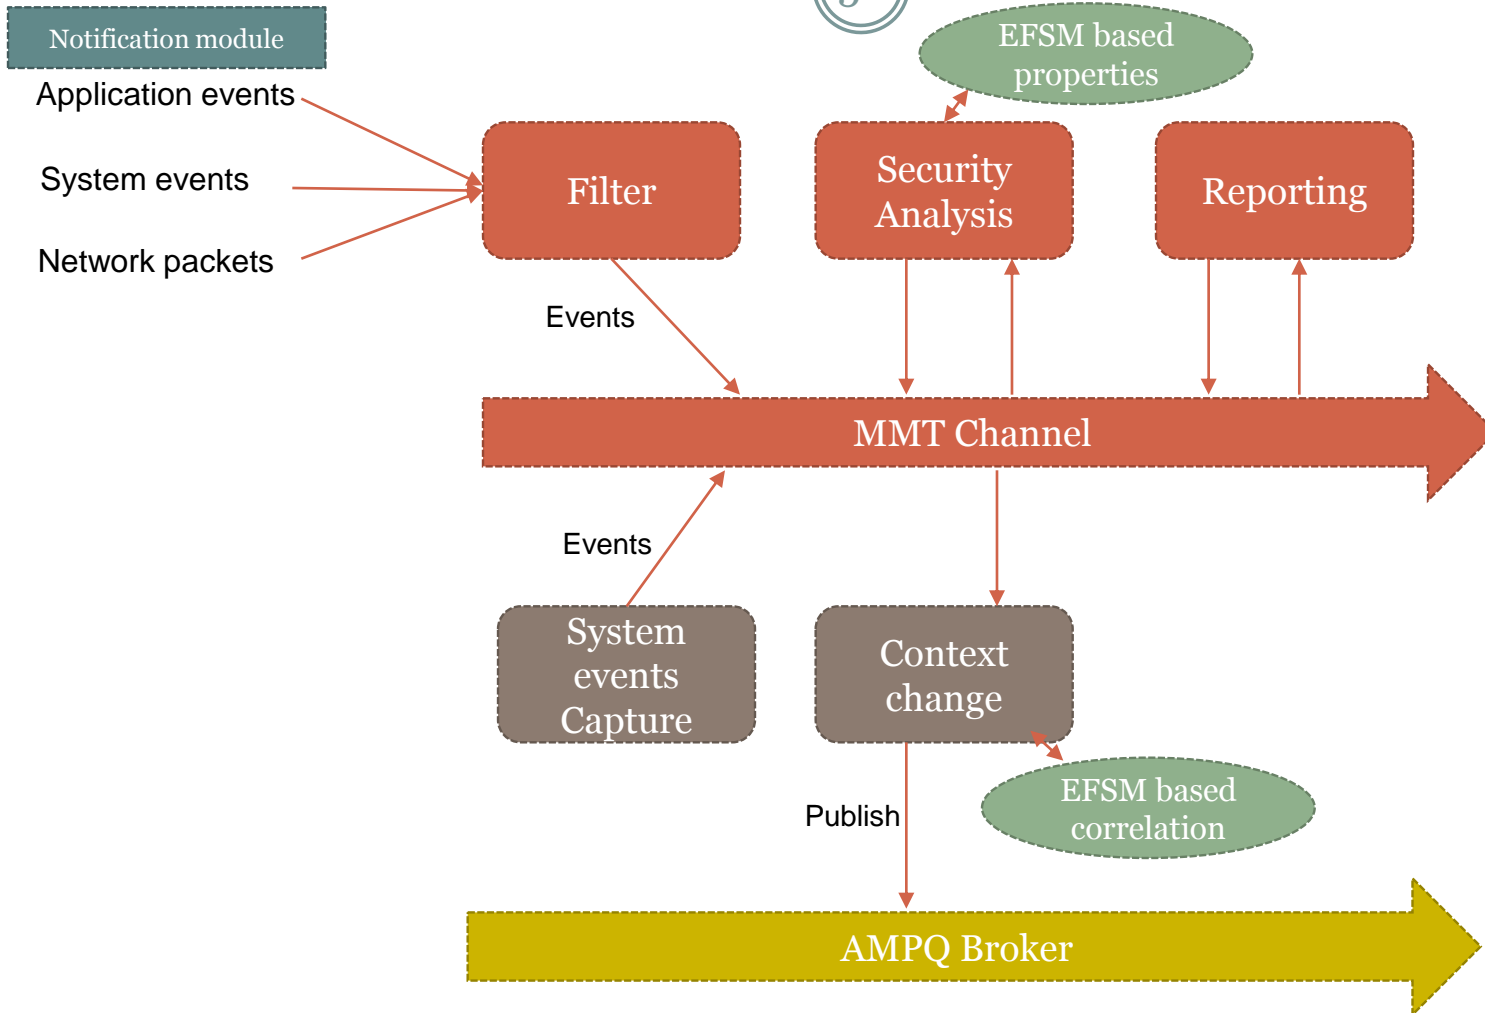 Notification module
EFSM based
properties
Application events
System events
Network packets
Filter
Security
Analysis
Reporting
Events
MMT Channel
Events
System
events
Capture
Context
change
EFSM based
correlation
Publish
AMPQ Broker